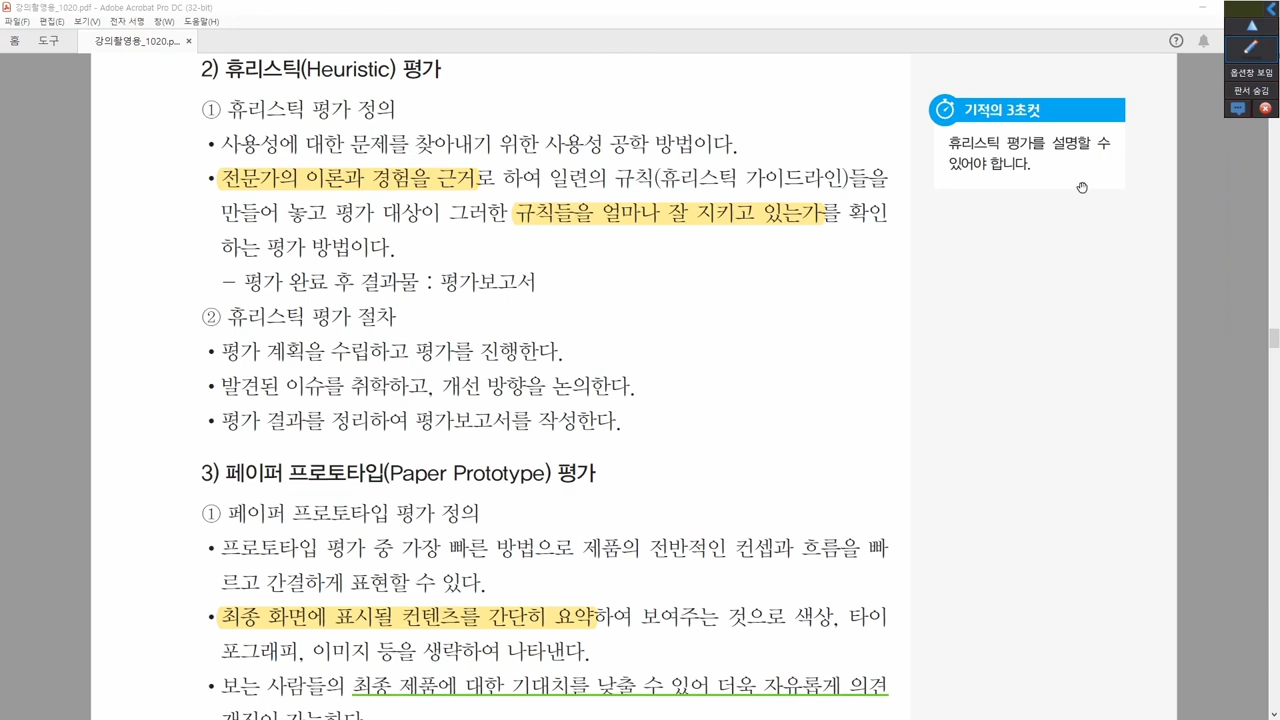 강의촬영용_1020.pdf - Adobe Acrobat Pro DC (32-bit)
파일(F) 편집(E) 보기(V) 전자 서명 창(W) 도움말(H)
홈 도구 강의촬영용_1020.p... ×
옵션창 보임
판서 숨김
2) 휴리스틱(Heuristic) 평가
① 휴리스틱 평가 정의
• 사용성에 대한 문제를 찾아내기 위한 사용성 공학 방법이다.
• 전문가의 이론과 경험을 근거로 하여 일련의 규칙(휴리스틱 가이드라인)들을
만들어 놓고 평가 대상이 그러한 규칙들을 얼마나 잘 지키고 있는가를 확인
하는 평가 방법이다.
– 평가 완료 후 결과물 : 평가보고서
② 휴리스틱 평가 절차
• 평가 계획을 수립하고 평가를 진행한다.
• 발견된 이슈를 취학하고, 개선 방향을 논의한다.
• 평가 결과를 정리하여 평가보고서를 작성한다.
3) 페이퍼 프로토타입(Paper Prototype) 평가
① 페이퍼 프로토타입 평가 정의
• 프로토타입 평가 중 가장 빠른 방법으로 제품의 전반적인 컨셉과 흐름을 빠
르고 간결하게 표현할 수 있다.
• 최종 화면에 표시될 컨텐츠를 간단히 요약하여 보여주는 것으로 색상, 타이
포그래피, 이미지 등을 생략하여 나타낸다.
• 보는 사람들의 최종 제품에 대한 기대치를 낮출 수 있어 더욱 자유롭게 의견
기적의 3초컷
휴리스틱 평가를 설명할 수
있어야 합니다.